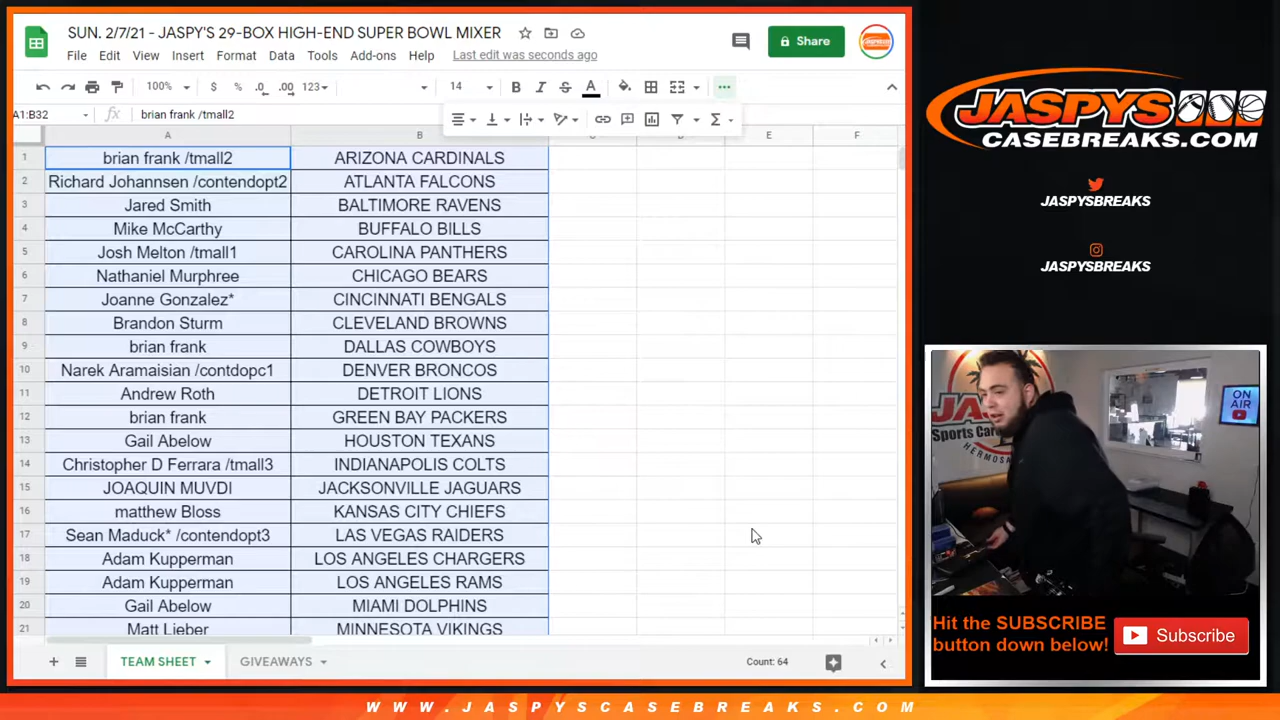 SUN. 2/7/21 - JASPY'S 29-BOX HIGH-END SUPER BOWL MIXER
File Edit View Insert Format Data Tools Add-ons Help Last edit was seconds ago
Share
100% $ % .0 .00 123 14 B I S A
A1:B32 fx brian frank /tmall2
A B E F
1 brian frank /tmall2 ARIZONA CARDINALS
2 Richard Johannsen /contendopt2 ATLANTA FALCONS
3 Jared Smith BALTIMORE RAVENS
4 Mike McCarthy BUFFALO BILLS
5 Josh Melton /tmall1 CAROLINA PANTHERS
6 Nathaniel Murphree CHICAGO BEARS
7 Joanne Gonzalez* CINCINNATI BENGALS
8 Brandon Sturm CLEVELAND BROWNS
9 brian frank DALLAS COWBOYS
10 Narek Aramaisian /contdopc1 DENVER BRONCOS
11 Andrew Roth DETROIT LIONS
12 brian frank GREEN BAY PACKERS
13 Gail Abelow HOUSTON TEXANS
14 Christopher D Ferrara /tmall3 INDIANAPOLIS COLTS
15 JOAQUIN MUVDI JACKSONVILLE JAGUARS
16 matthew Bloss KANSAS CITY CHIEFS
17 Sean Maduck* /contendopt3 LAS VEGAS RAIDERS
18 Adam Kupperman LOS ANGELES CHARGERS
19 Adam Kupperman LOS ANGELES RAMS
20 Gail Abelow MIAMI DOLPHINS
21 Matt Lieber MINNESOTA VIKINGS
TEAM SHEET GIVEAWAYS Count: 64
JASPYS
CASEBREAKS.COM
JASPYSBREAKS
JASPYSBREAKS
ON
AIR
Sports
Hit the SUBSCRIBE
button down below!
Subscribe
WWW.JASPYSCASEBREAKS.COM